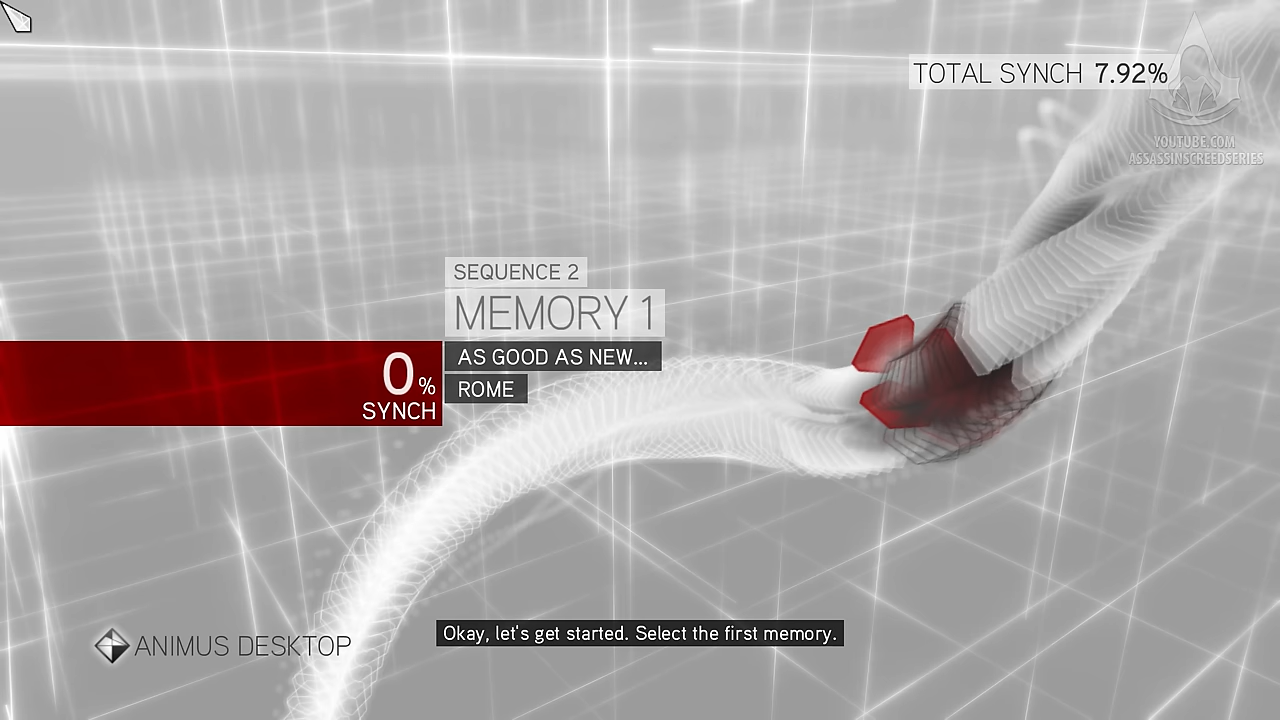 TOTAL SYNCH 7.92%
YOUTUBE.COM
ASSASSINSCREEDSERIES
SEQUENCE 2
MEMORY 1
0%
SYNCH
AS GOOD AS NEW...
ROME
Okay, let's get started. Select the first memory.
ANIMUS DESKTOP